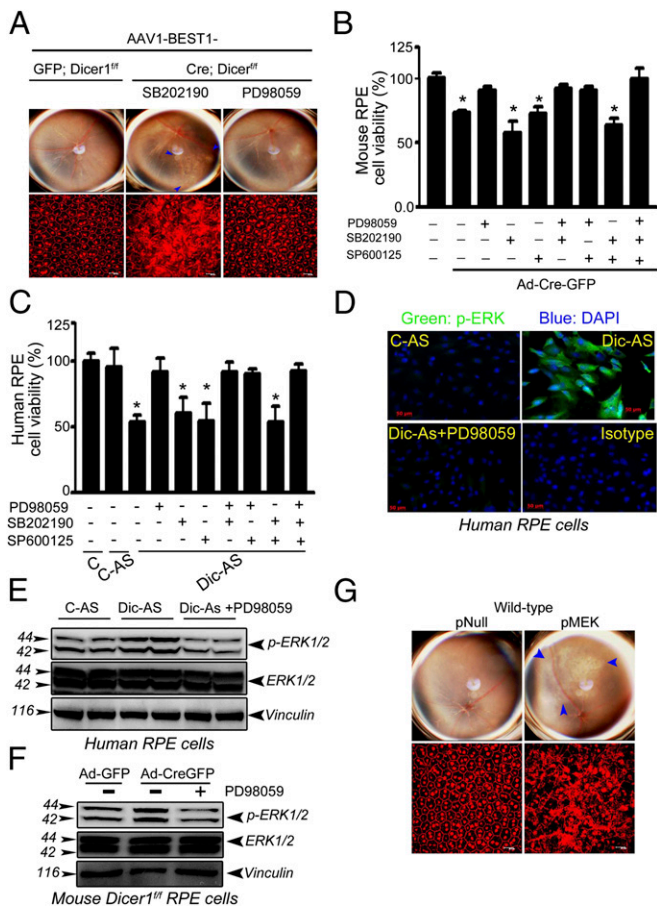 A
AAV1-BEST1-
GFP; Dicer1f/f Cre; Dicerf/f
SB202190 PD98059
B
Mouse RPE
cell viability (%)
125
100
75
50
0.0
PD98059 – – + – – + + – +
SB202190 – – – + – + – + +
SP600125 – – – – + – + + +
Ad-Cre-GFP
* * * *
C
Human RPE
cell viability (%)
125
100
50
0
* * * *
PD98059 - - - + - - + + - +
SB202190 - - - - + - + - + +
SP600125 - - - - - + - + + +
C
C-AS
Dic-AS
D
Green: p-ERK Blue: DAPI
C-AS Dic-AS
Dic-As+PD98059 Isotype
Human RPE cells
E
C-AS Dic-AS Dic-As +PD98059
44
42
p-ERK1/2
44
42
ERK1/2
116
Vinculin
Human RPE cells
F
Ad-GFP Ad-CreGFP
– – + PD98059
44
42
p-ERK1/2
44
42
ERK1/2
116
Vinculin
Mouse Dicer1f/f RPE cells
G
Wild-type
pNull pMEK